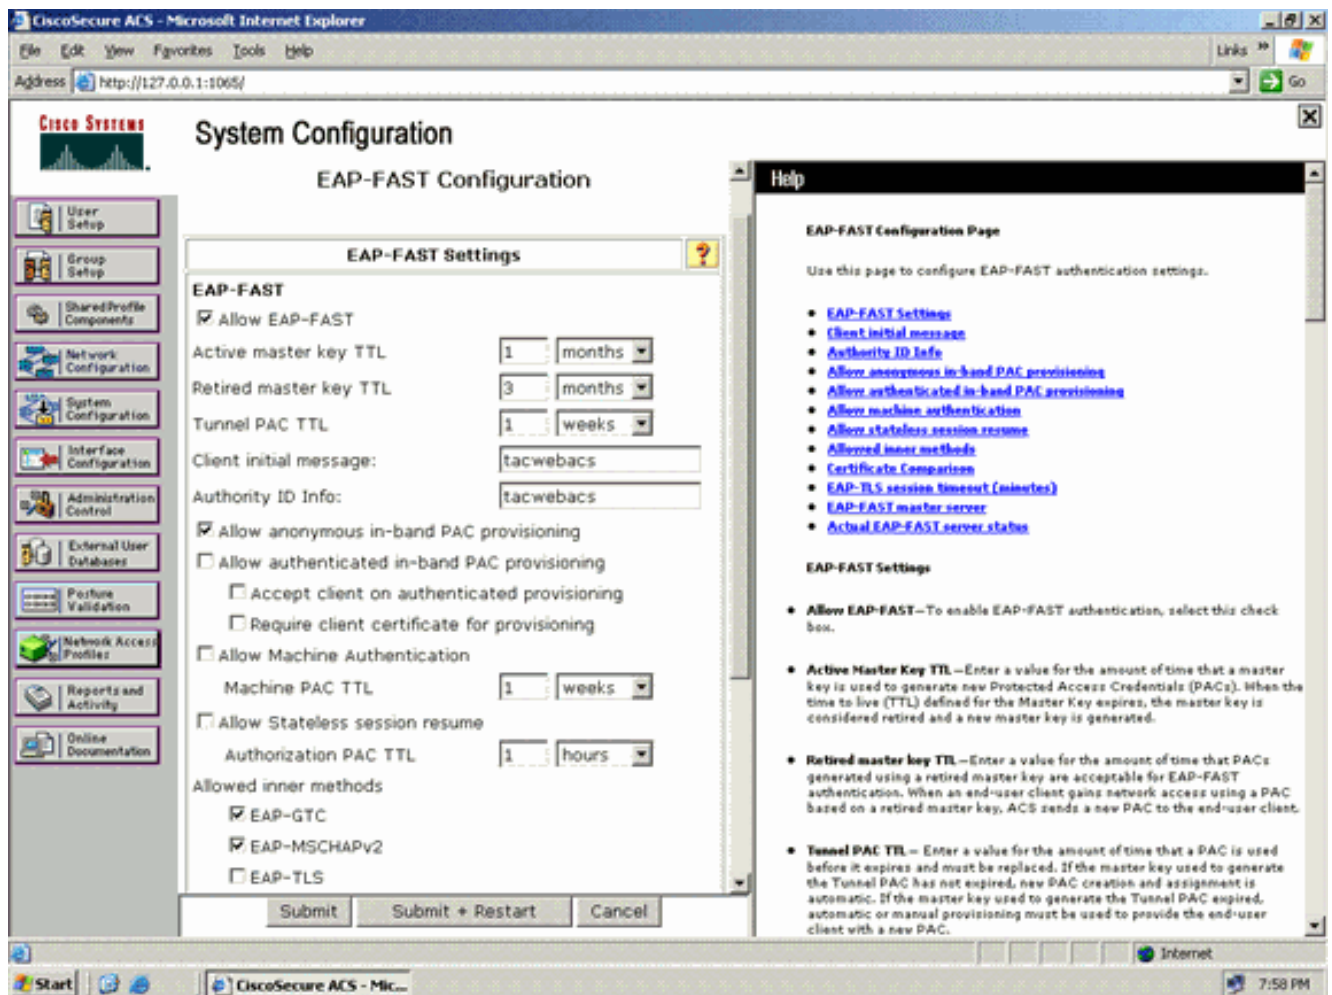 CiscoSecure ACS - Microsoft Internet Explorer
File Edit View Favorites Tools Help
Links »
Address http://127.0.0.1:1065/
Go
CISCO SYSTEMS
System Configuration
EAP-FAST Configuration
User Setup
Group Setup
Shared Profile Components
Network Configuration
System Configuration
Interface Configuration
Administration Control
External User Databases
Posture Validation
Network Access Profiles
Reports and Activity
Online Documentation
EAP-FAST Settings
?
EAP-FAST
Allow EAP-FAST
Active master key TTL 1 months
Retired master key TTL 3 months
Tunnel PAC TTL 1 weeks
Client initial message: tacwebacs
Authority ID Info: tacwebacs
Allow anonymous in-band PAC provisioning
Allow authenticated in-band PAC provisioning
Accept client on authenticated provisioning
Require client certificate for provisioning
Allow Machine Authentication
Machine PAC TTL 1 weeks
Allow Stateless session resume
Authorization PAC TTL 1 hours
Allowed inner methods
EAP-GTC
EAP-MSCHAPv2
EAP-TLS
Submit Submit + Restart Cancel
Help
EAP-FAST Configuration Page
Use this page to configure EAP-FAST authentication settings.
EAP-FAST Settings
Client initial message
Authority ID Info
Allow anonymous in-band PAC provisioning
Allow authenticated in-band PAC provisioning
Allow machine authentication
Allow stateless session resume
Allowed inner methods
Certificate Comparison
EAP-TLS session timeout (minutes)
EAP-FAST master server
Actual EAP-FAST server status
EAP-FAST Settings
Allow EAP-FAST—To enable EAP-FAST authentication, select this check
box.
Active Master Key TTL—Enter a value for the amount of time that a master
key is used to generate new Protected Access Credentials (PACs). When the
time to live (TTL) defined for the Master Key expires, the master key is
considered retired and a new master key is generated.
Retired master key TTL—Enter a value for the amount of time that PACs
generated using a retired master key are acceptable for EAP-FAST
authentication. When an end-user client gains network access using a PAC
based on a retired master key, ACS sends a new PAC to the end-user client.
Tunnel PAC TTL— Enter a value for the amount of time that a PAC is used
before it expires and must be replaced. If the master key used to generate
the Tunnel PAC has not expired, new PAC creation and assignment is
automatic. If the master key used to generate the Tunnel PAC expired,
automatic or manual provisioning must be used to provide the end-user
client with a new PAC.
Internet
Start
CiscoSecure ACS - Mic...
7:58 PM